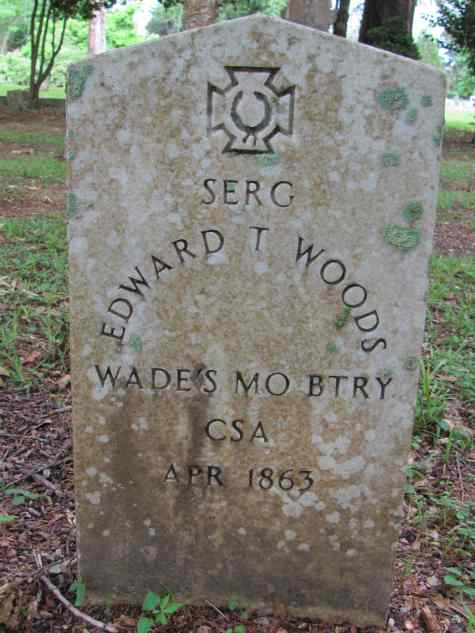 SERG
EDWARD T WOODS
WADE'S MO BTRY
CSA
APR 1863